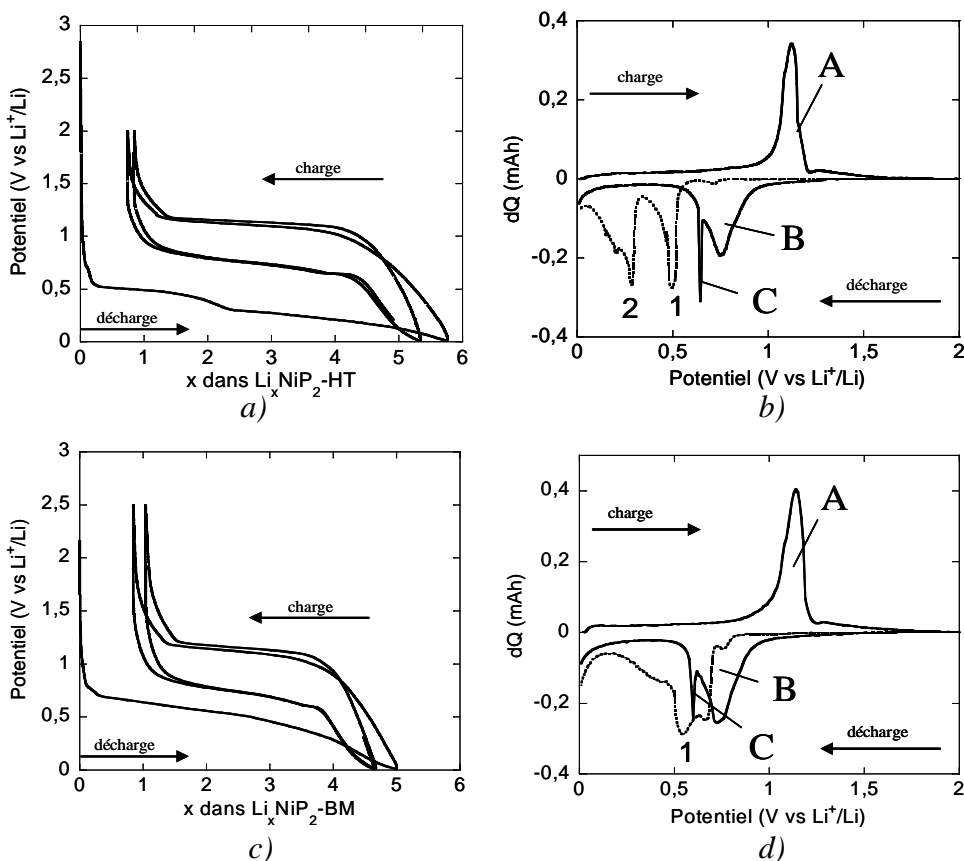 3
2,5
2
1,5
1
0,5
0
Potentiel (V vs Li⁺/Li)
charge
décharge
0 1 2 3 4 5 6
x dans LiₓNiP₂-HT
a)
0,4
0,2
0
-0,2
-0,4
dQ (mAh)
charge
A
B
C
2
1
décharge
0 0,5 1 1,5 2
Potentiel (V vs Li⁺/Li)
b)
3
2,5
2
1,5
1
0,5
0
Potentiel (V vs Li⁺/Li)
charge
décharge
0 1 2 3 4 5 6
x dans LiₓNiP₂-BM
c)
0,4
0,2
0
-0,2
-0,4
dQ (mAh)
charge
A
B
C
1
décharge
0 0,5 1 1,5 2
Potentiel (V vs Li⁺/Li)
d)